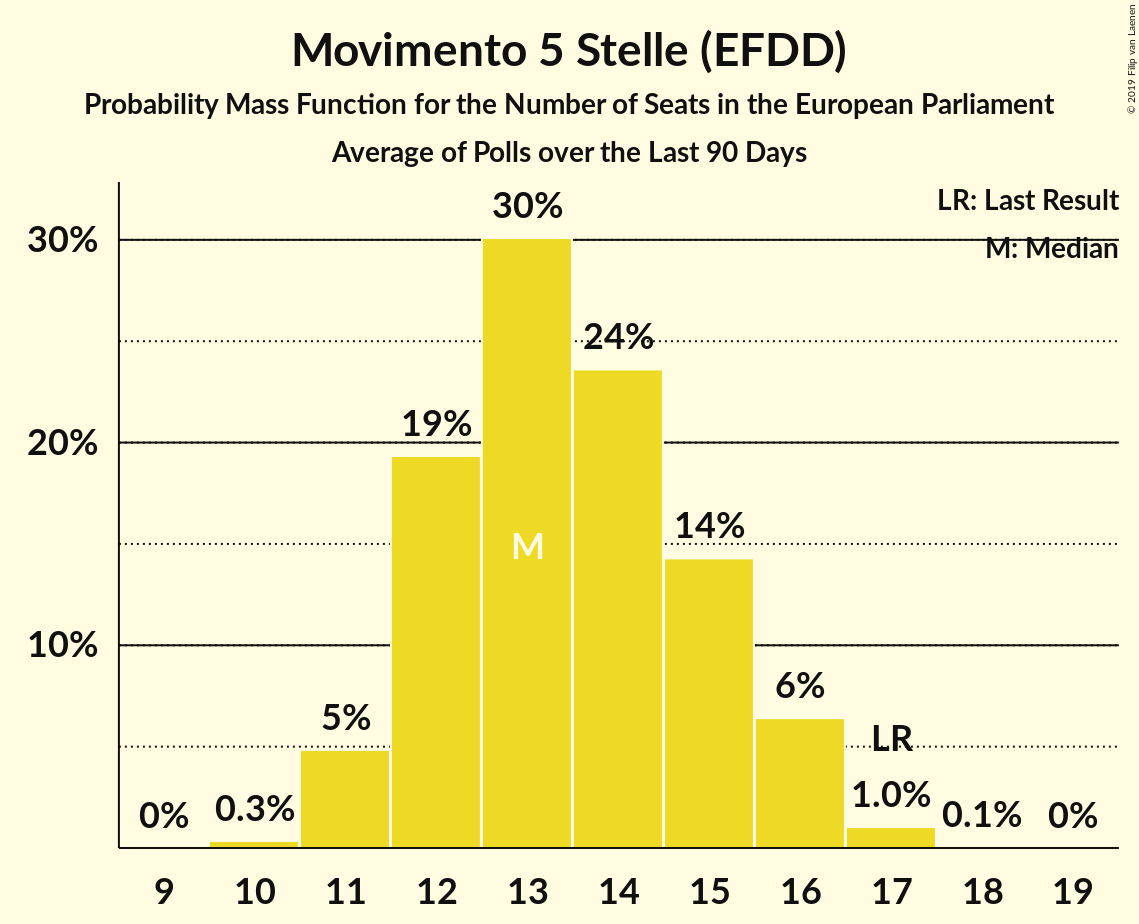 Movimento 5 Stelle (EFDD)
Probability Mass Function for the Number of Seats in the European Parliament
Average of Polls over the Last 90 Days
© 2019 Filip van Laenen
LR: Last Result
M: Median
30%
20%
10%
0%
0.3%
5%
19%
30%
M
24%
14%
6%
LR
1.0%
0.1%
0%
9 10 11 12 13 14 15 16 17 18 19